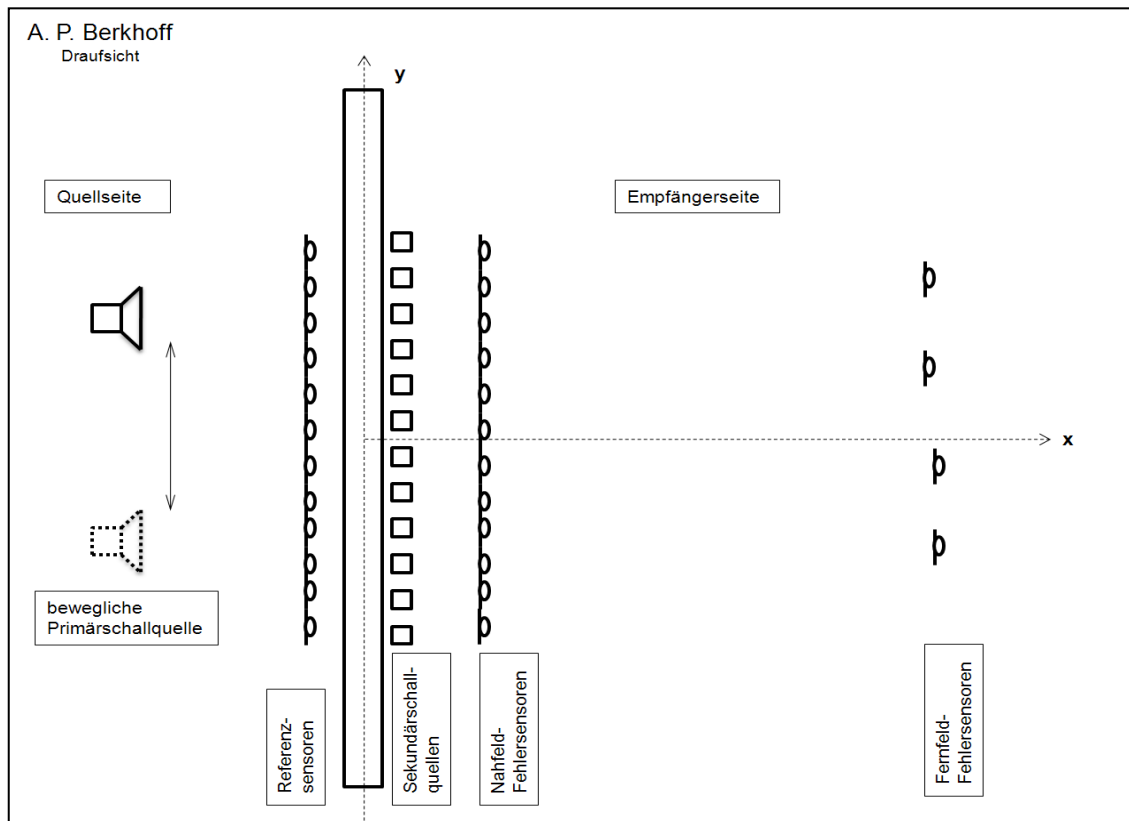 A. P. Berkhoff
Draufsicht
y
Quellseite
Empfängerseite
x
bewegliche
Primärschallquelle
Referenz-
sensoren
Sekundärschall-
quellen
Nahfeld-
Fehlersensoren
Fernfeld-
Fehlersensoren